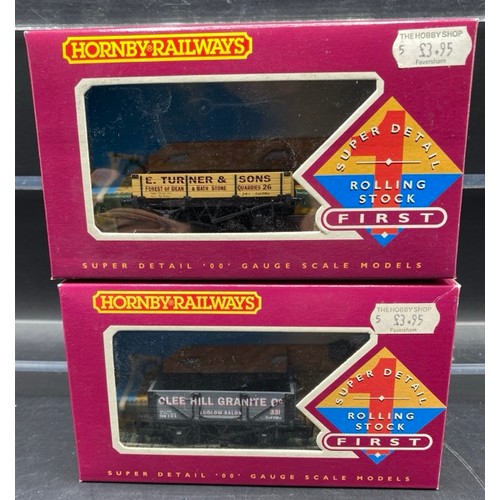 HORNBY RAILWAYS
THE HOBBY SHOP
5 £3.95
Faversham
E. TURNER & SONS
FOREST OF DEAN & BATH STONE QUARRIES 26
1
SUPER DETAIL
ROLLING
STOCK
FIRST
SUPER DETAIL '00' GAUGE SCALE MODELS
HORNBY RAILWAYS
THE HOBBY SHOP
5 £3.95
Faversham
CLEE HILL GRANITE Co
LUDLOW SALOP 331
1
SUPER DETAIL
ROLLING
STOCK
FIRST
SUPER DETAIL '00' GAUGE SCALE MODELS